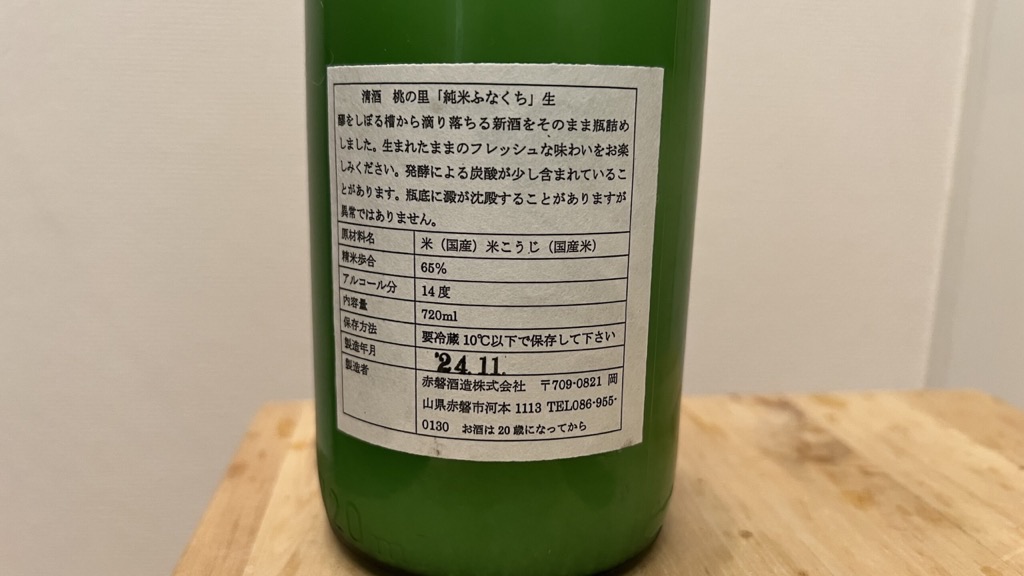 清酒 桃の里「純米ふなくち」生
醪をしぼる槽から滴り落ちる新酒をそのまま瓶詰め
しました。生まれたままのフレッシュな味わいをお楽
しみください。発酵による炭酸が少し含まれているこ
とがあります。瓶底に澱が沈殿することがありますが
異常ではありません。
原材料名 米（国産）米こうじ（国産米）
精米歩合 65%
アルコール分 14度
内容量 720ml
保存方法 要冷蔵10℃以下で保存して下さい
製造年月 '24.11.
製造者 赤磐酒造株式会社 〒709-0821 岡
山県赤磐市河本1113 TEL086-955-
0130 お酒は20歳になってから